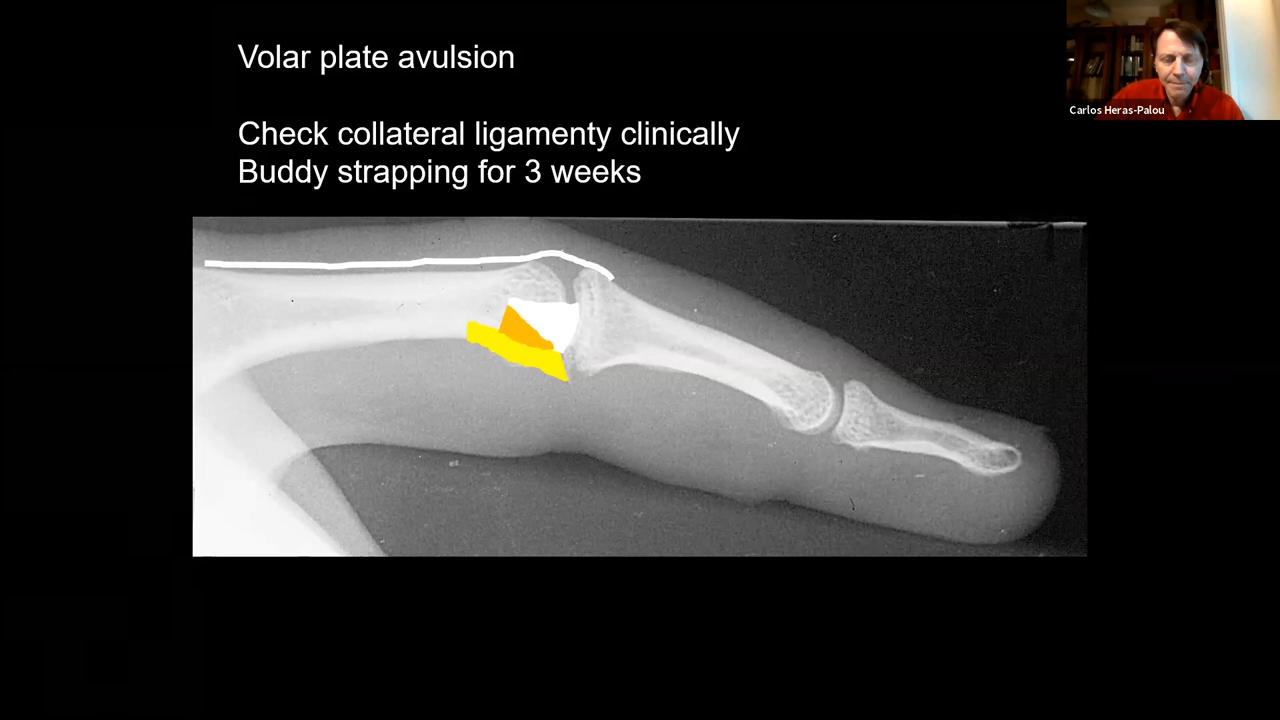 Volar plate avulsion
Check collateral ligamenty clinically
Buddy strapping for 3 weeks
Carlos Heras-Palou